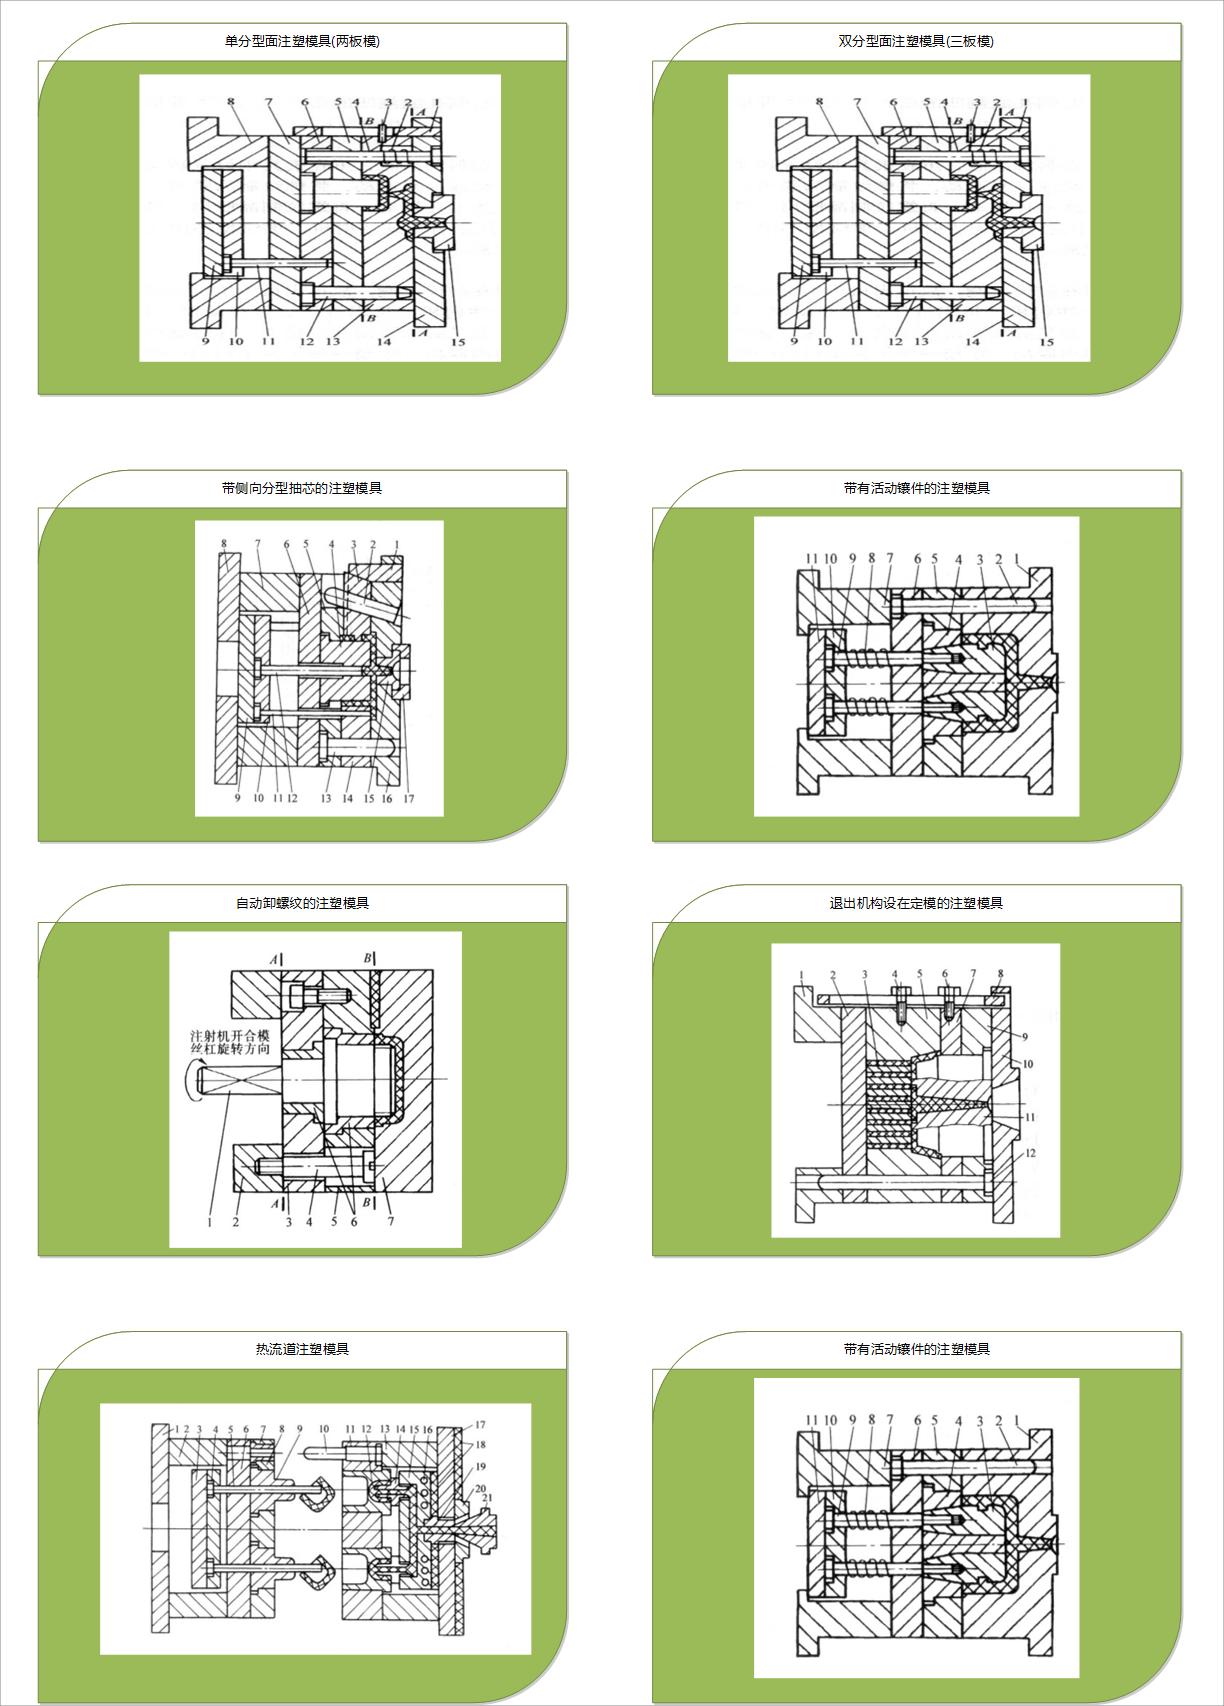 单分型面注塑模具(两板模)
8 7 6 5 4 B 3 2 A 1
9 10 11 12 13 B 14 A 15
双分型面注塑模具(三板模)
8 7 6 5 4 B 3 2 A 1
9 10 11 12 13 B 14 A 15
带侧向分型抽芯的注塑模具
8 7 6 5 4 3 2 1
9 10 11 12 13 14 15 16 17
带有活动镶件的注塑模具
11 10 9 8 7 6 5 4 3 2 1
自动卸螺纹的注塑模具
A B
注射机开合模
丝杠旋转方向
A B
1 2 3 4 5 6 7
退出机构设在定模的注塑模具
1 2 3 4 5 6 7 8
9
10
11
12
热流道注塑模具
1 2 3 4 5 6 7 8 9 10 11 12 13 14 15 16 17
18
19
20
21
带有活动镶件的注塑模具
11 10 9 8 7 6 5 4 3 2 1